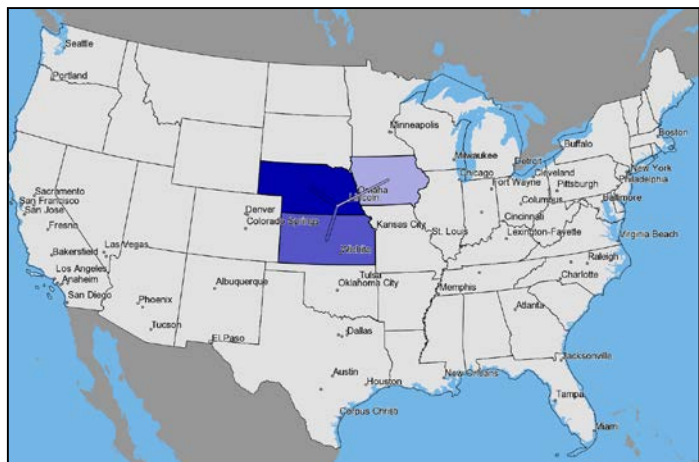 Seattle
Portland
Minneapolis
Boston
Buffalo
Milwaukee
Detroit
New York
Chicago
Cleveland
Fort Wayne
Pittsburgh
Philadelphia
Omaha
Lincoln
Columbus
Baltimore
Sacramento
San Francisco
San Jose
Denver
Colorado Springs
Kansas City
St. Louis
Cincinnati
Fresno
Lexington-Fayette
Virginia Beach
Las Vegas
Wichita
Bakersfield
Raleigh
Los Angeles
Anaheim
Tulsa
Charlotte
Albuquerque
Oklahoma City
Memphis
San Diego
Phoenix
Atlanta
Tucson
El Paso
Dallas
Jacksonville
Austin
Houston
New Orleans
Tampa
Corpus Christi
Miami